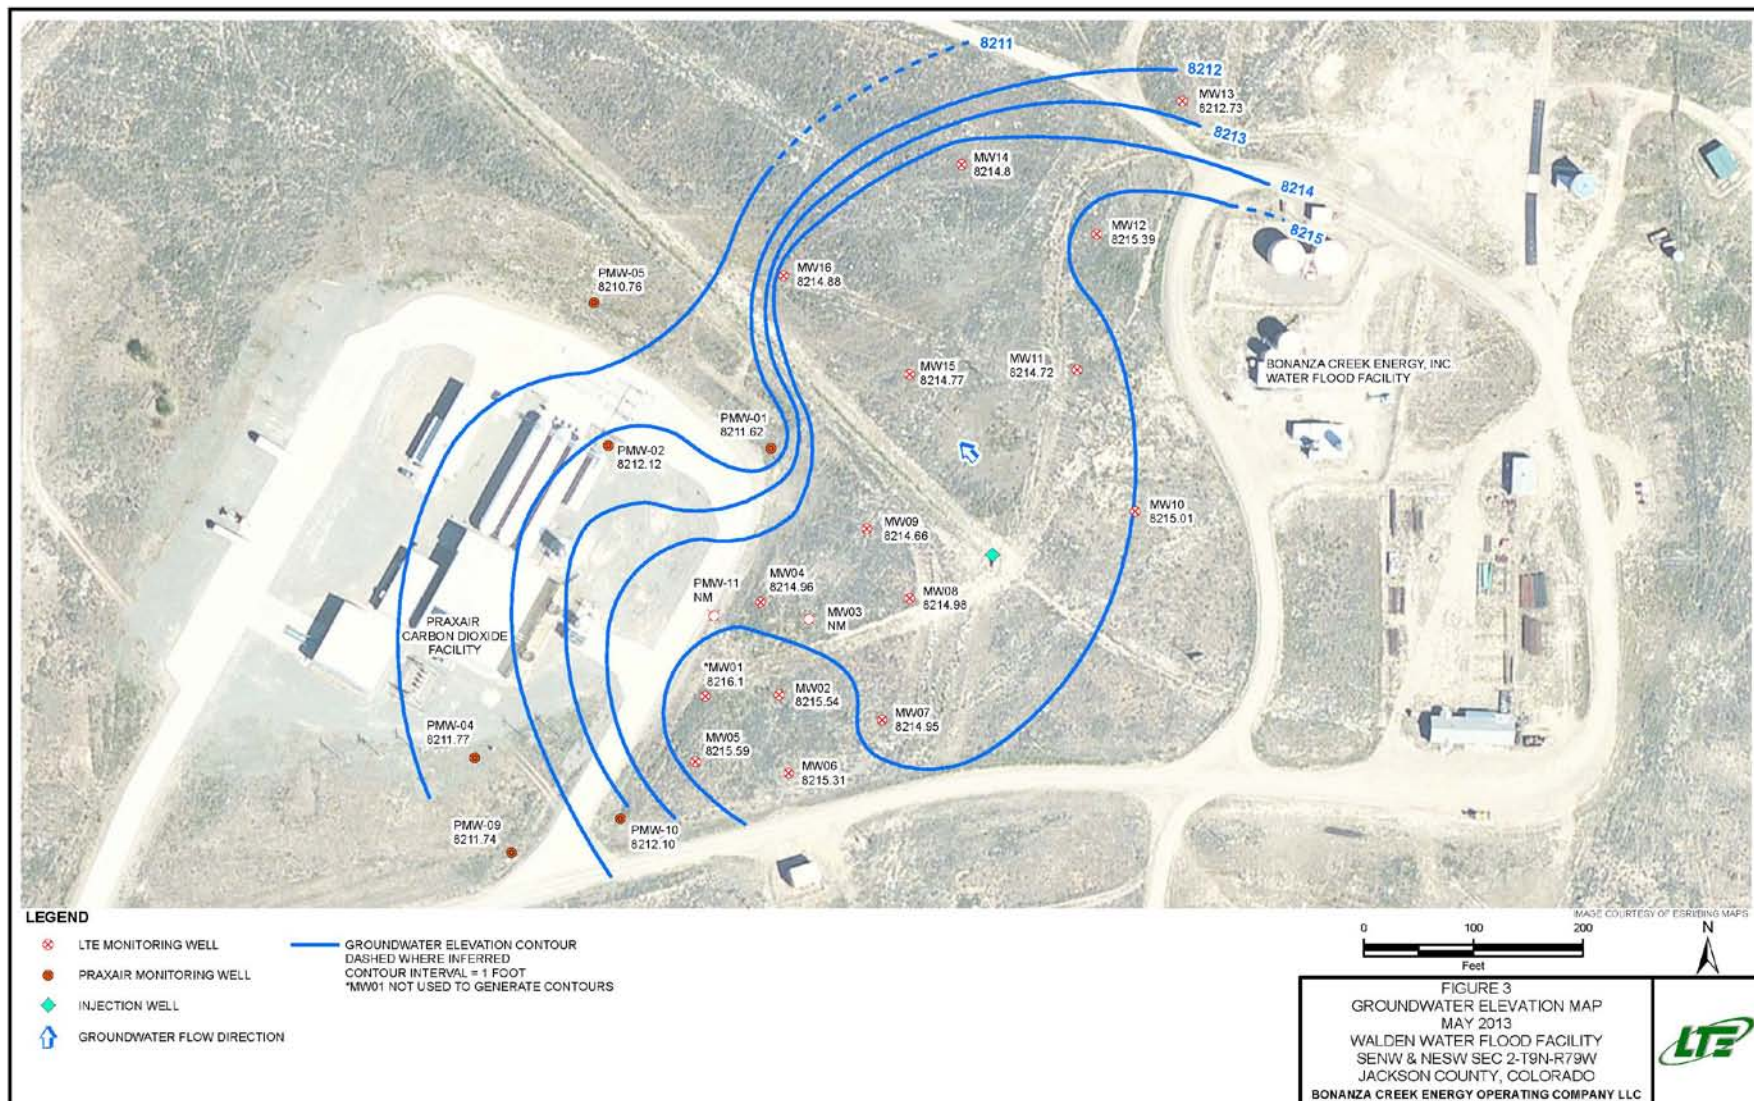 8211
8212
MW13
8212.73
8213
MW14
8214.8
8214
MW12
8215.39
8215
MW16
8214.88
PMW-05
8210.76
MW15
8214.77
MW11
8214.72
BONANZA CREEK ENERGY, INC.
WATER FLOOD FACILITY
PMW-01
8211.62
PMW-02
8212.12
MW10
8215.01
MW09
8214.66
MW04
8214.96
PMW-11
NM
MW08
8214.98
MW03
NM
PRAXAIR
CARBON DIOXIDE
FACILITY
*MW01
8216.1
MW02
8215.54
MW07
8214.95
PMW-04
8211.77
MW05
8215.59
MW06
8215.31
PMW-09
8211.74
PMW-10
8212.10
LEGEND
LTE MONITORING WELL
PRAXAIR MONITORING WELL
INJECTION WELL
GROUNDWATER FLOW DIRECTION
GROUNDWATER ELEVATION CONTOUR
DASHED WHERE INFERRED
CONTOUR INTERVAL = 1 FOOT
*MW01 NOT USED TO GENERATE CONTOURS
IMAGE COURTESY OF ESRI/BING MAPS
0 100 200
Feet
N
FIGURE 3
GROUNDWATER ELEVATION MAP
MAY 2013
WALDEN WATER FLOOD FACILITY
SENW & NESW SEC 2-T9N-R79W
JACKSON COUNTY, COLORADO
BONANZA CREEK ENERGY OPERATING COMPANY LLC
LTE